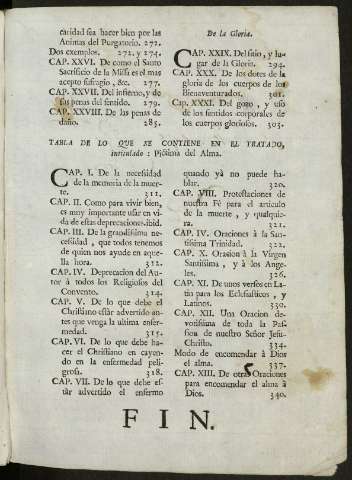 caridad sea hacer bien por las
Animas del Purgatorio. 272.
Dos exemplos. 272. y 274.
CAP. XXVI. De como el Santo
Sacrificio de la Missa es el mas
acepto sufragio, &c. 277.
CAP. XXVII. Del infierno, y de
sus penas del sentido. 279.
CAP. XXVIII. De las penas de
daño. 285.
De la Gloria.
CAP. XXIX. Del sitio, y lu-
gar de la Gloria. 294.
CAP. XXX. De los dotes de la
gloria de los cuerpos de los
Bienaventurados. 301.
Cap. XXXI. Del gozo, y uso
de los sentidos corporales de
los cuerpos gloriosos. 303.
TABLA DE LO QUE SE CONTIENE EN EL TRATADO,
intitulado: Pictima del Alma.
CAP. I. De la necessidad
de la memoria de la muer-
te. 312.
CAP. II. Como para vivir bien,
es muy importante usar en vi-
da de estas deprecaciones. ibid.
CAP. III. De la grandissima ne-
cessidad, que todos tenemos
de quien nos ayude en aque-
lla hora. 312.
CAP. IV. Deprecacion del Au-
tor à todos los Religiosos del
Convento. 314.
CAP. V. De lo que debe el
Christiano estàr advertido an-
tes que venga la ultima enfer-
medad. 315.
CAP. VI. De lo que debe ha-
cer el Christiano en cayen-
do en la enfermedad peli-
grosa. 318.
CAP. VII. De lo que debe es-
tàr advertido el enfermo
quando yà no puede ha-
blar. 320.
CAP. VIII. Protestaciones de
nuestra Fè para el articulo
de la muerte, y qualquie-
ra. 321.
CAP. IV. Oraciones à la San-
tissima Trinidad. 322.
CAP. X. Oracion à la Virgen
Santissima, y à los Ange-
les. 326.
CAP. XI. De unos versos en La-
tin para los Eclesiasticos, y
Latinos. 330.
CAP. XII. Una Oracion de-
votissima de toda la Pas-
sion de nuestro Señor Jesu-
Christo. 334.
Modo de encomendar à Dios
el alma. 337.
CAP. XIII. De otras Oraciones
para encomendar el alma à
Dios. 340.
FIN.